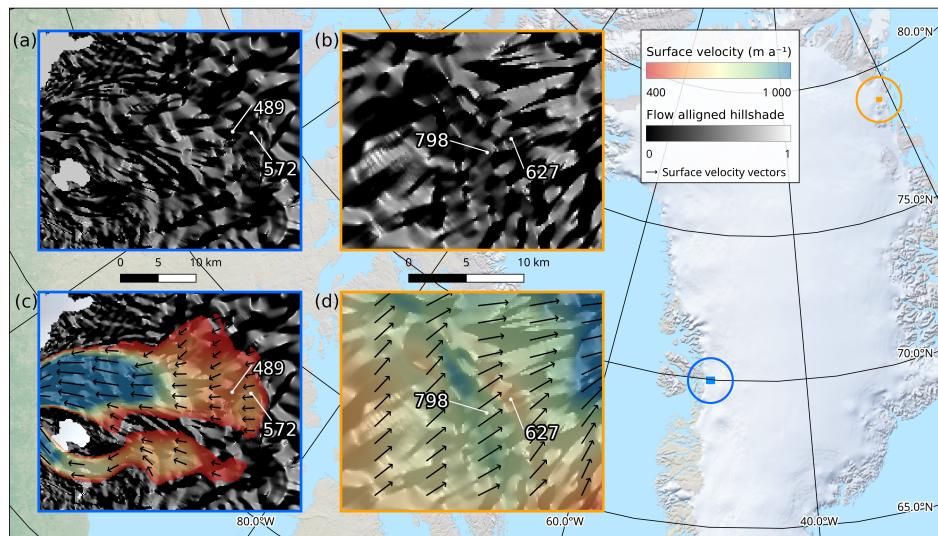 (a)
489
572
(b)
798
627
Surface velocity (m a⁻¹)
400 1 000
Flow alligned hillshade
0 1
→ Surface velocity vectors
80.0°N
75.0°N
0 5 10 km
0 5 10 km
(c)
489
572
(d)
798
627
70.0°N
65.0°N
80.0°W
60.0°W
40.0°W